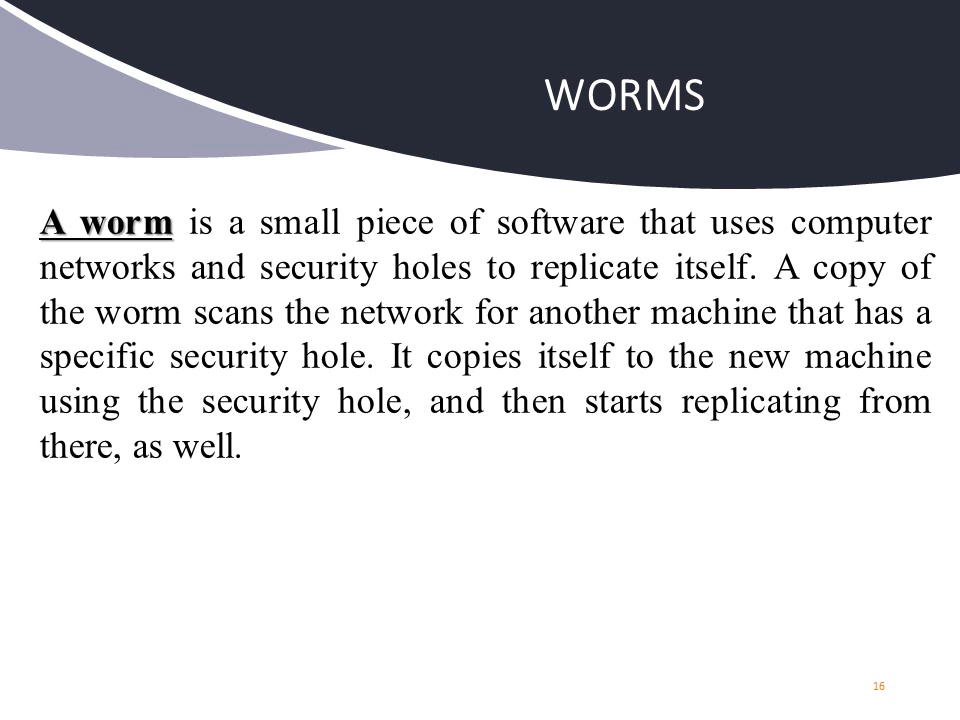 WORMS
A worm is a small piece of software that uses computer
networks and security holes to replicate itself. A copy of
the worm scans the network for another machine that has a
specific security hole. It copies itself to the new machine
using the security hole, and then starts replicating from
there, as well.
16